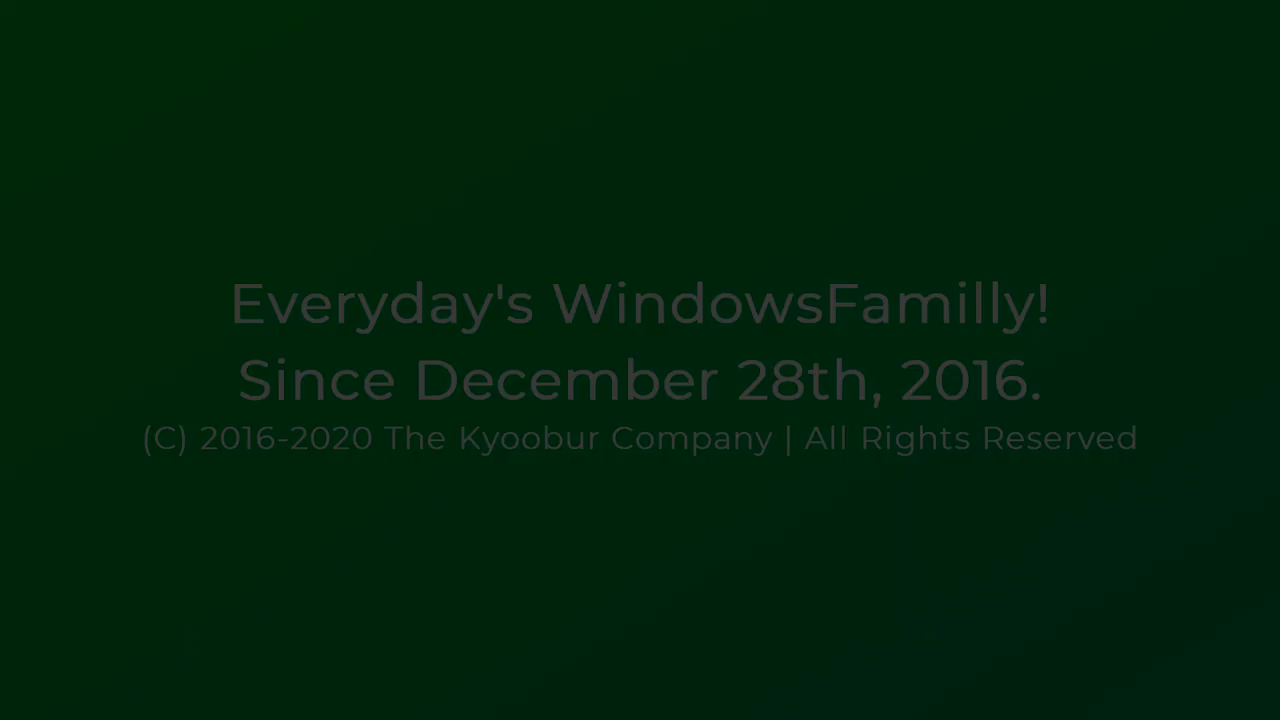 Everyday's WindowsFamilly!
Since December 28th, 2016.
(C) 2016-2020 The Kyoobur Company | All Rights Reserved